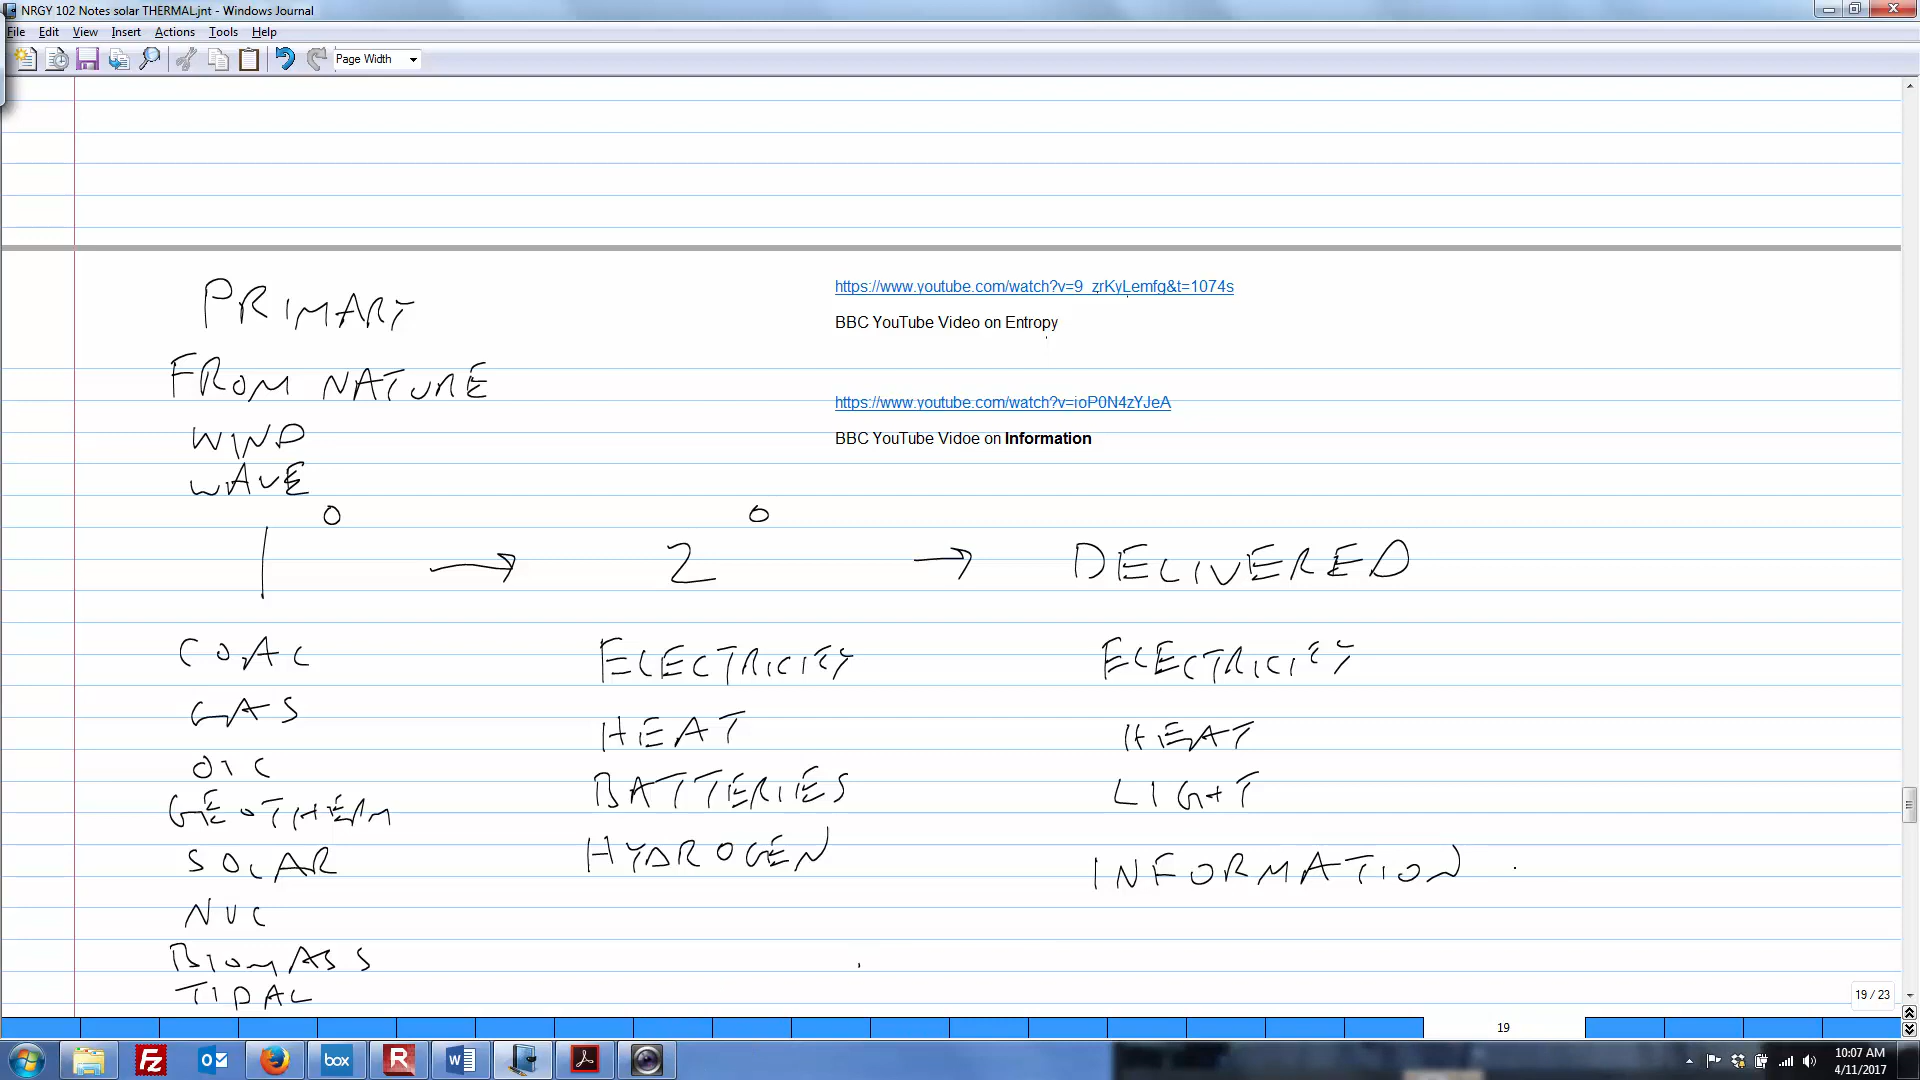 NRGY 102 Notes solar THERMAL.jnt - Windows Journal
File Edit View Insert Actions Tools Help
Page Width
PRIMARY
FROM NATURE
WIND
WAVE
https://www.youtube.com/watch?v=9_zrKyLemfg&t=1074s
BBC YouTube Video on Entropy
https://www.youtube.com/watch?v=ioP0N4zYJeA
BBC YouTube Vidoe on Information
1° → 2° → DELIVERED
COAL
GAS
OIL
GEOTHERM
SOLAR
NUC
BIOMASS
TIDAL
ELECTRICITY
HEAT
BATTERIES
HYDROGEN
ELECTRICITY
HEAT
LIGHT
INFORMATION
19 / 23
19
Fz
O
box
R
W
10:07 AM
4/11/2017